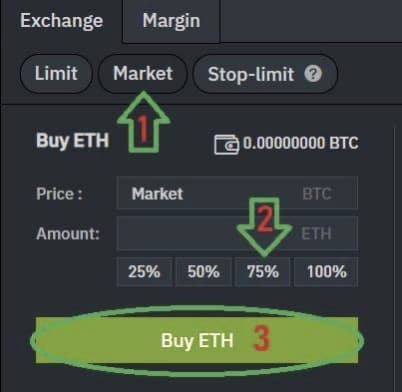 Exchange Margin
Limit Market Stop-limit ?
1
Buy ETH 0.00000000 BTC
Price : Market BTC
2
Amount: ETH
25% 50% 75% 100%
Buy ETH 3